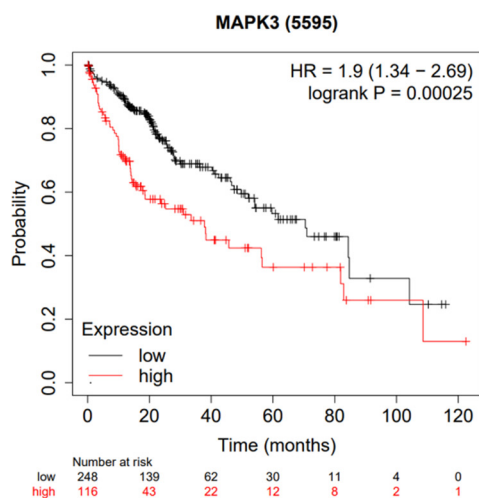 MAPK3 (5595)
HR = 1.9 (1.34 − 2.69)
logrank P = 0.00025
Probability
1.0
0.8
0.6
0.4
0.2
0.0
Expression
low
high
0 20 40 60 80 100 120
Time (months)
Number at risk
low 248 139 62 30 11 4 0
high 116 43 22 12 8 2 1